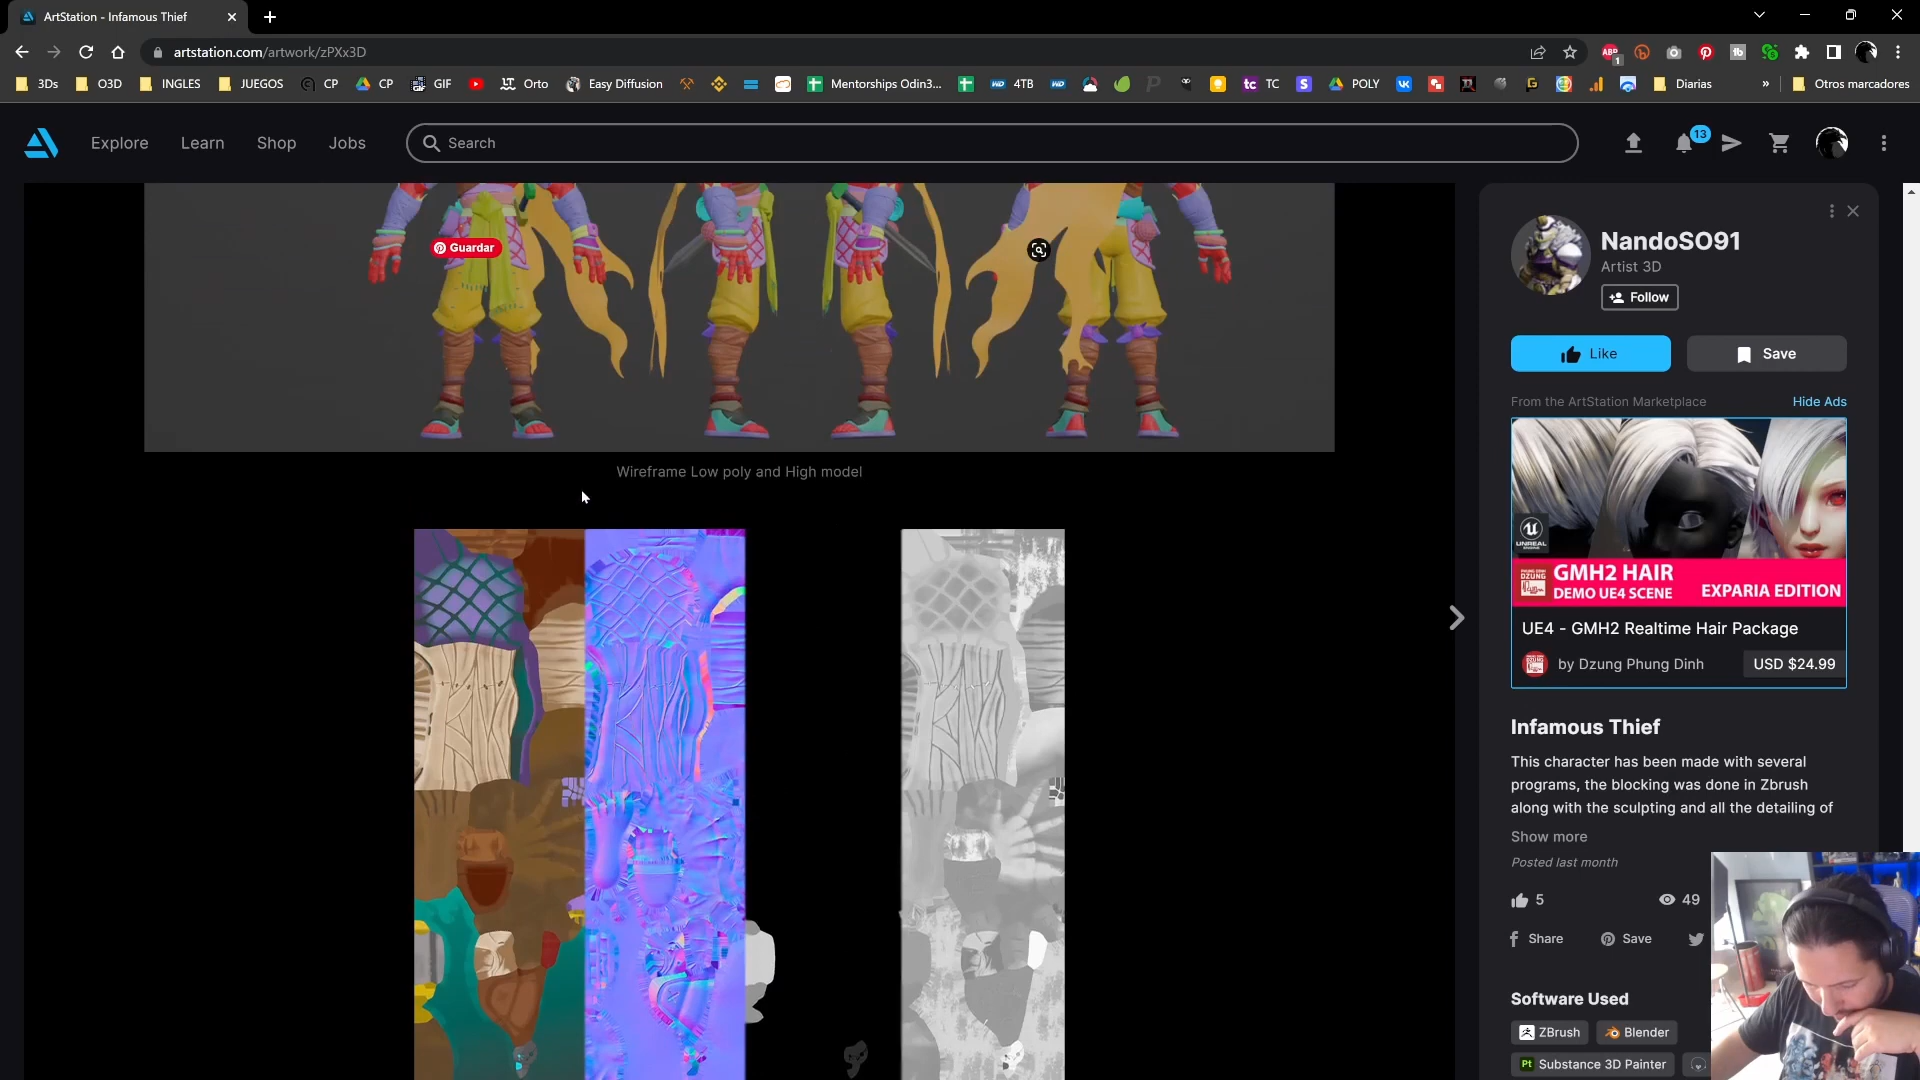 ArtStation - Infamous Thief
artstation.com/artwork/zPXx3D
ABP
1
3Ds
O3D
INGLES
JUEGOS
CP
CP
GIF
Orto
Easy Diffusion
Mentorships Odin3...
4TB
TC
POLY
Diarias
»
Otros marcadores
Explore
Learn
Shop
Jobs
Search
13
Guardar
Wireframe Low poly and High model
NandoSO91
Artist 3D
Follow
Like
Save
From the ArtStation Marketplace
Hide Ads
UNREAL
GMH2 HAIR
DEMO UE4 SCENE
EXPARIA EDITION
UE4 - GMH2 Realtime Hair Package
by Dzung Phung Dinh
USD $24.99
Infamous Thief
This character has been made with several
programs, the blocking was done in Zbrush
along with the sculpting and all the detailing of
Show more
Posted last month
5
49
Share
Save
Software Used
ZBrush
Blender
Pt Substance 3D Painter